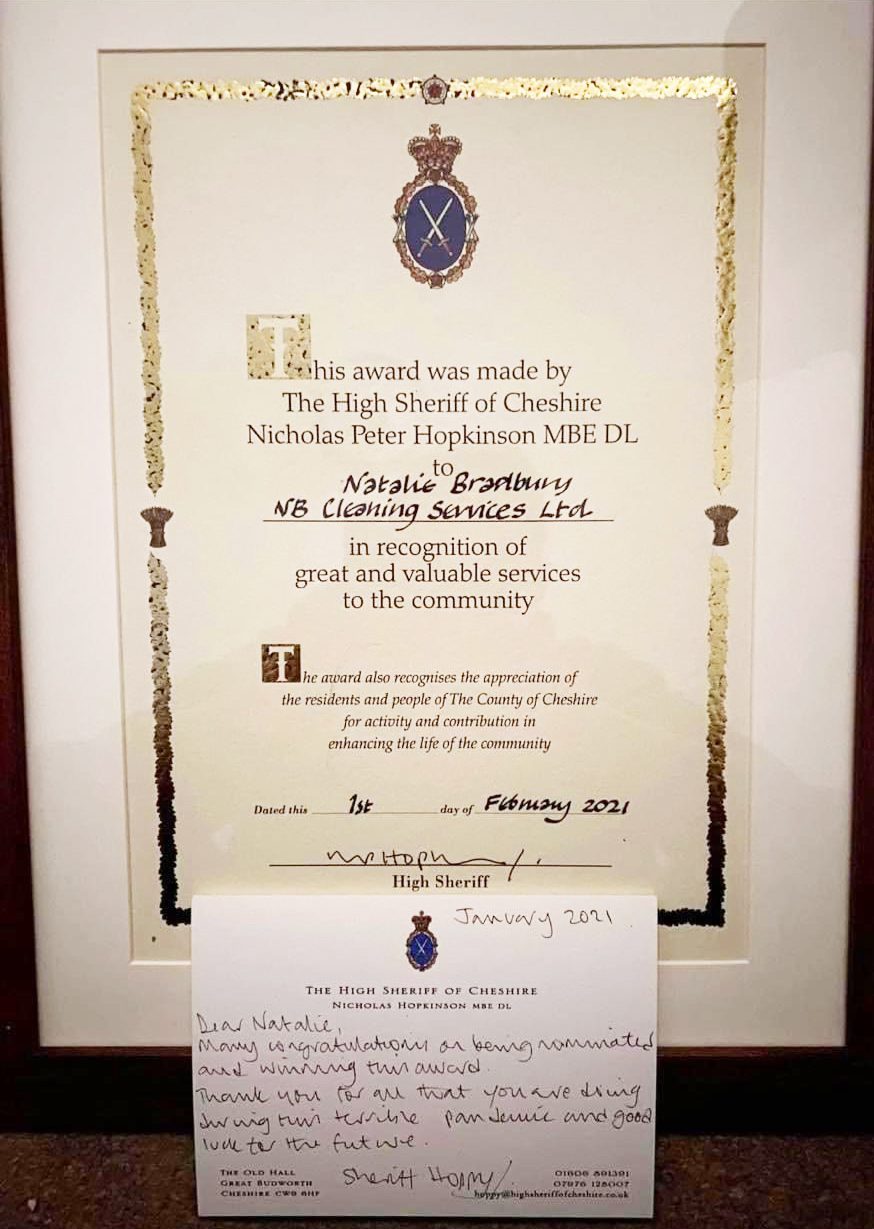 This award was made by
The High Sheriff of Cheshire
Nicholas Peter Hopkinson MBE DL
to
Natalie Bradbury
NB Cleaning Services Ltd
in recognition of
great and valuable services
to the community
The award also recognises the appreciation of
the residents and people of The County of Cheshire
for activity and contribution in
enhancing the life of the community
Dated this 1st day of February 2021
High Sheriff
January 2021
THE HIGH SHERIFF OF CHESHIRE
NICHOLAS HOPKINSON MBE DL
Dear Natalie,
Many congratulations on being nominated
and winning this award.
Thank you for all that you are doing
during this terrible pandemic and good
luck for the future.
Sheriff Hoppy
THE OLD HALL
GREAT BUDWORTH
CHESHIRE CW9 6HF
01606 891391
07976 128007
hoppy@highsheriffofcheshire.co.uk